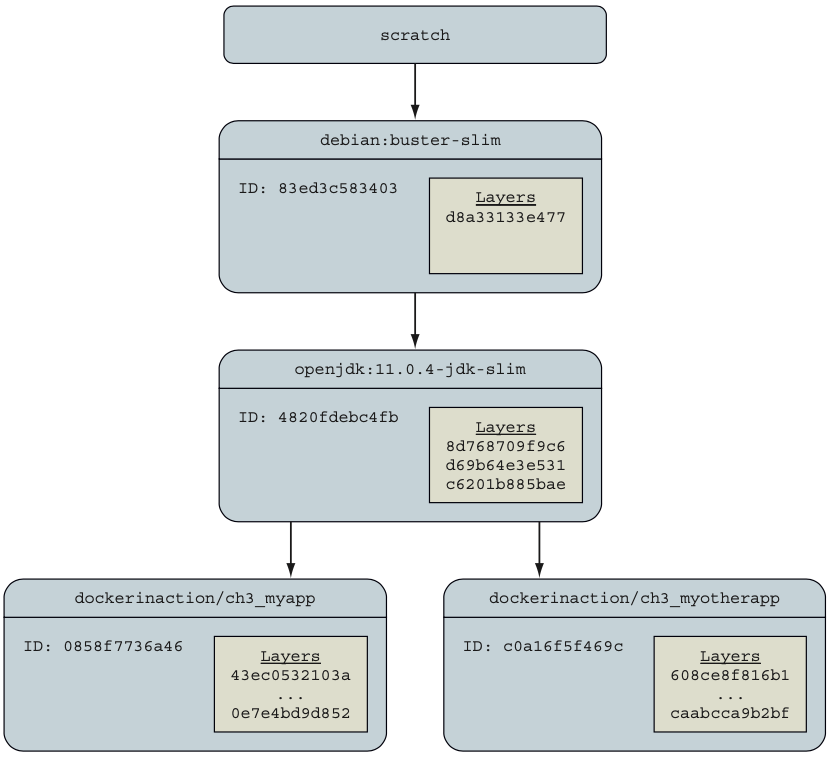 scratch
debian:buster-slim
ID: 83ed3c583403
Layers
d8a33133e477
openjdk:11.0.4-jdk-slim
ID: 4820fdebc4fb
Layers
8d768709f9c6
d69b64e3e531
c6201b885bae
dockerinaction/ch3_myapp
ID: 0858f7736a46
Layers
43ec0532103a
...
0e7e4bd9d852
dockerinaction/ch3_myotherapp
ID: c0a16f5f469c
Layers
608ce8f816b1
...
caabcca9b2bf